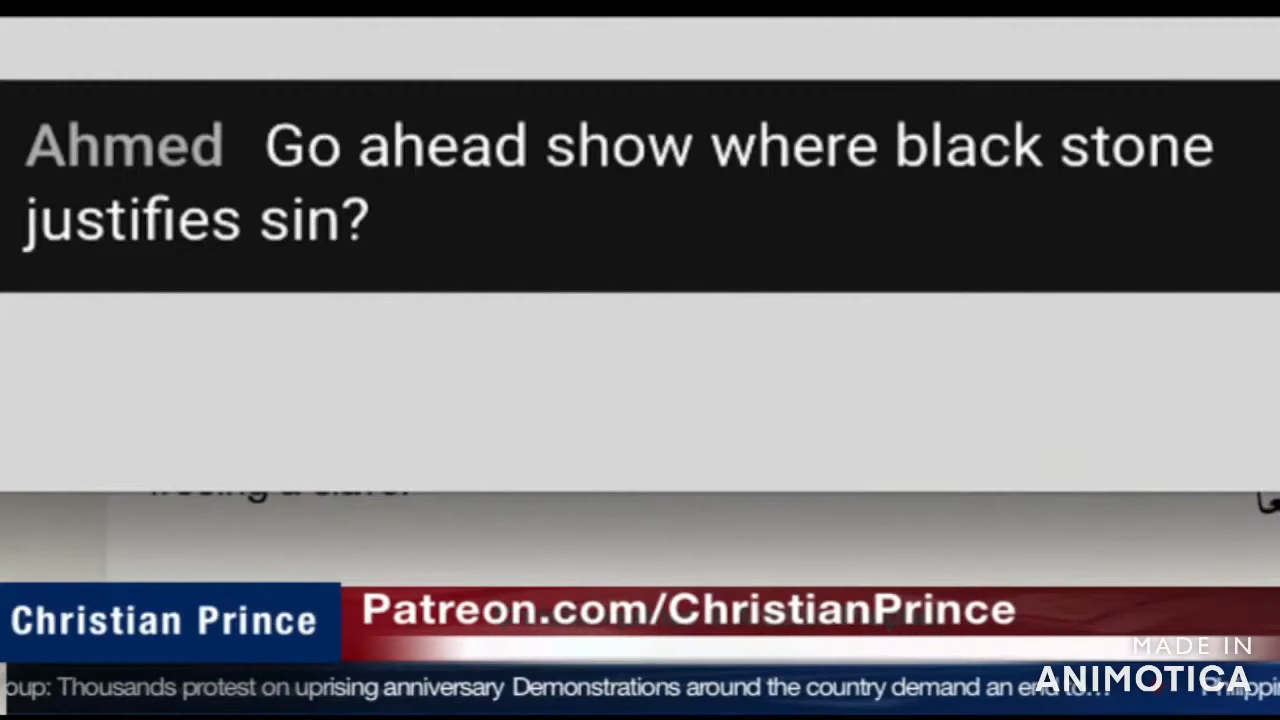 Ahmed Go ahead show where black stone
justifies sin?
Christian Prince
Patreon.com/ChristianPrince
MADE IN
ANIMOTICA
oup: Thousands protest on uprising anniversary Demonstrations around the country demand an end to...